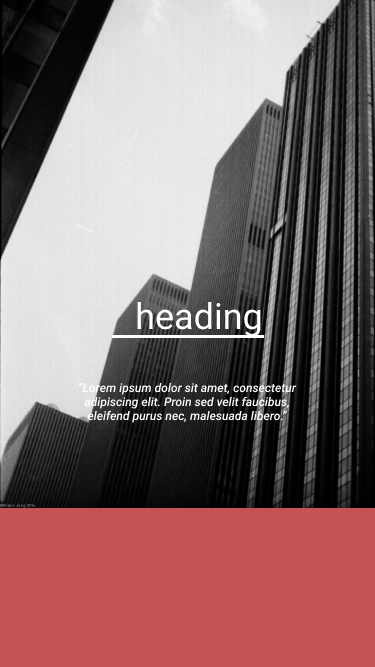 heading
“Lorem ipsum dolor sit amet, consectetur
adipiscing elit. Proin sed velit faucibus,
eleifend purus nec, malesuada libero.”